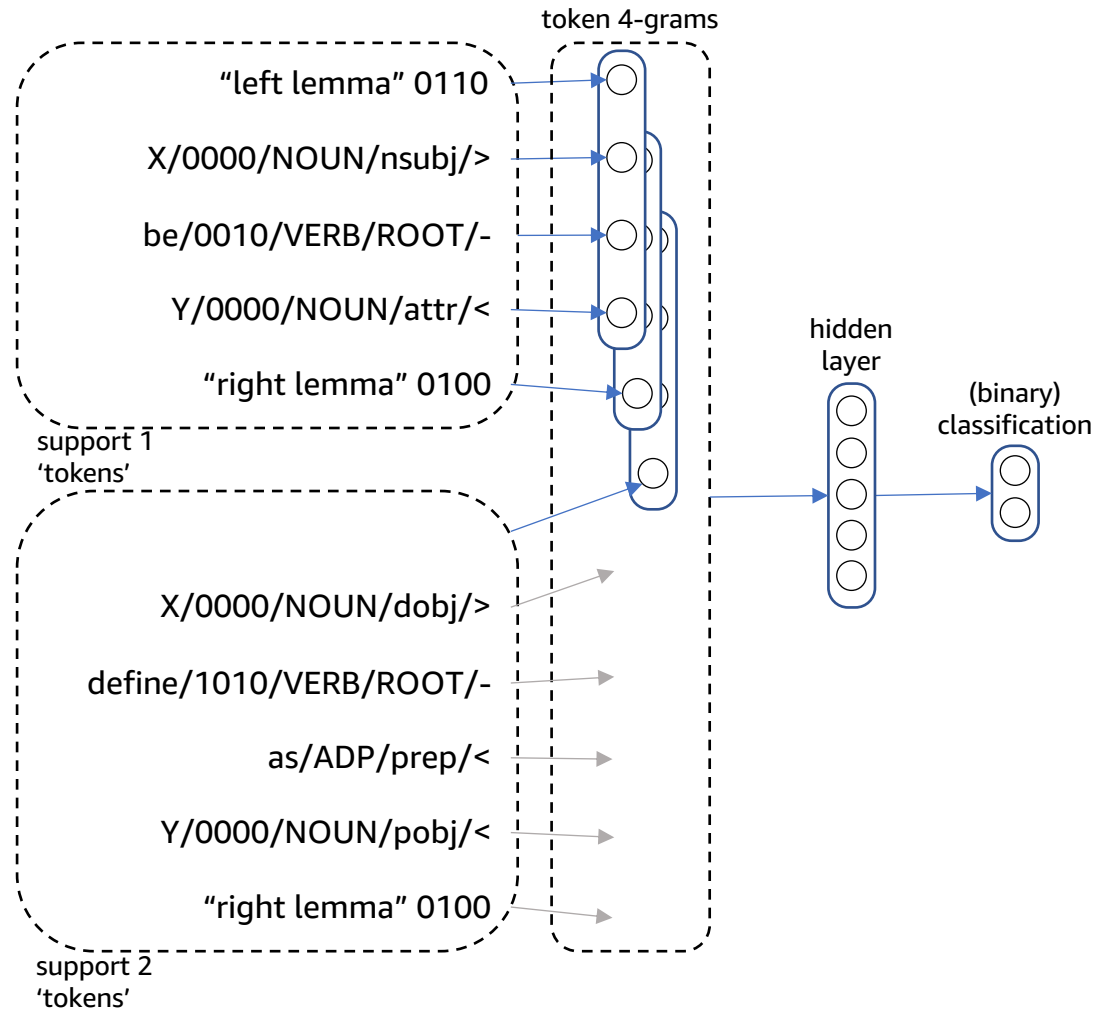 token 4-grams
“left lemma” 0110
X/0000/NOUN/nsubj/>
be/0010/VERB/ROOT/-
Y/0000/NOUN/attr/<
“right lemma” 0100
support 1
‘tokens’
X/0000/NOUN/dobj/>
define/1010/VERB/ROOT/-
as/ADP/prep/<
Y/0000/NOUN/pobj/<
“right lemma” 0100
support 2
‘tokens’
hidden
layer
(binary)
classification